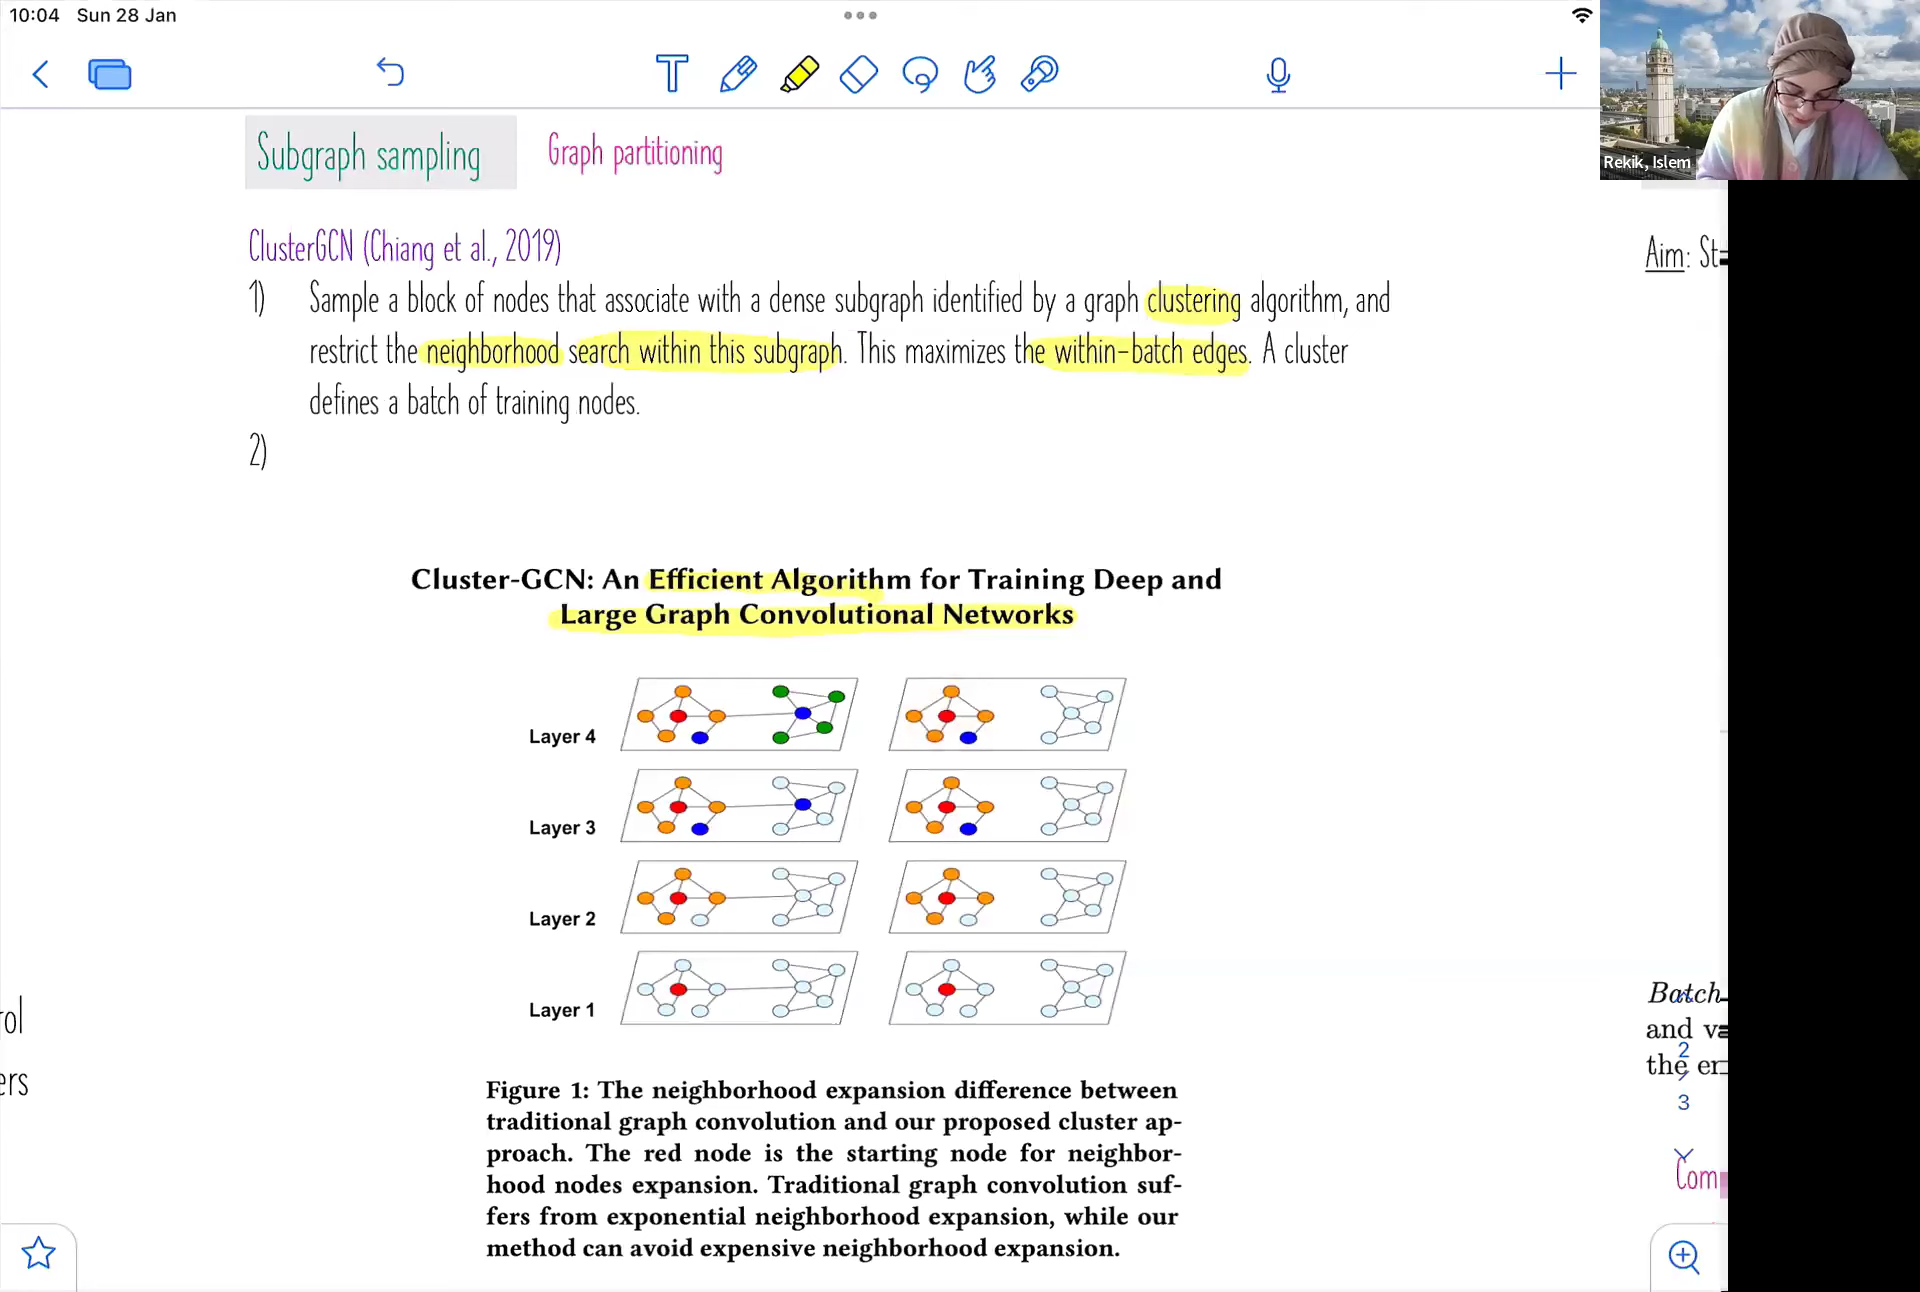 10:04 Sun 28 Jan
Rekik, Islem
Subgraph sampling
Graph partitioning
ClusterGCN (Chiang et al., 2019)
1) Sample a block of nodes that associate with a dense subgraph identified by a graph clustering algorithm, and
restrict the neighborhood search within this subgraph. This maximizes the within-batch edges. A cluster
defines a batch of training nodes.
2)
Cluster-GCN: An Efficient Algorithm for Training Deep and
Large Graph Convolutional Networks
Layer 4
Layer 3
Layer 2
Layer 1
Figure 1: The neighborhood expansion difference between
traditional graph convolution and our proposed cluster ap-
proach. The red node is the starting node for neighbor-
hood nodes expansion. Traditional graph convolution suf-
fers from exponential neighborhood expansion, while our
method can avoid expensive neighborhood expansion.
rol
ers
Aim: St
Batch
and va
the er
2
3
Com